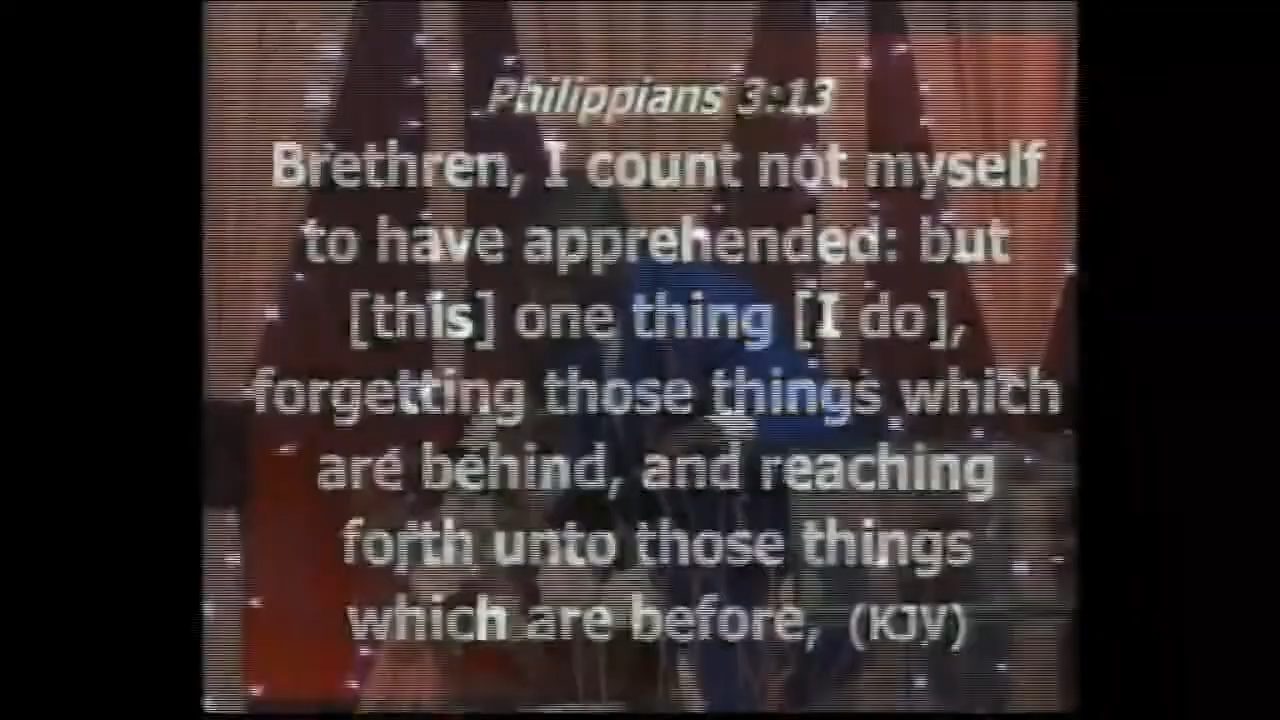 Philippians 3:13
Brethren, I count not myself
to have apprehended: but
[this] one thing [I do],
forgetting those things which
are behind, and reaching
forth unto those things
which are before, (KJV)